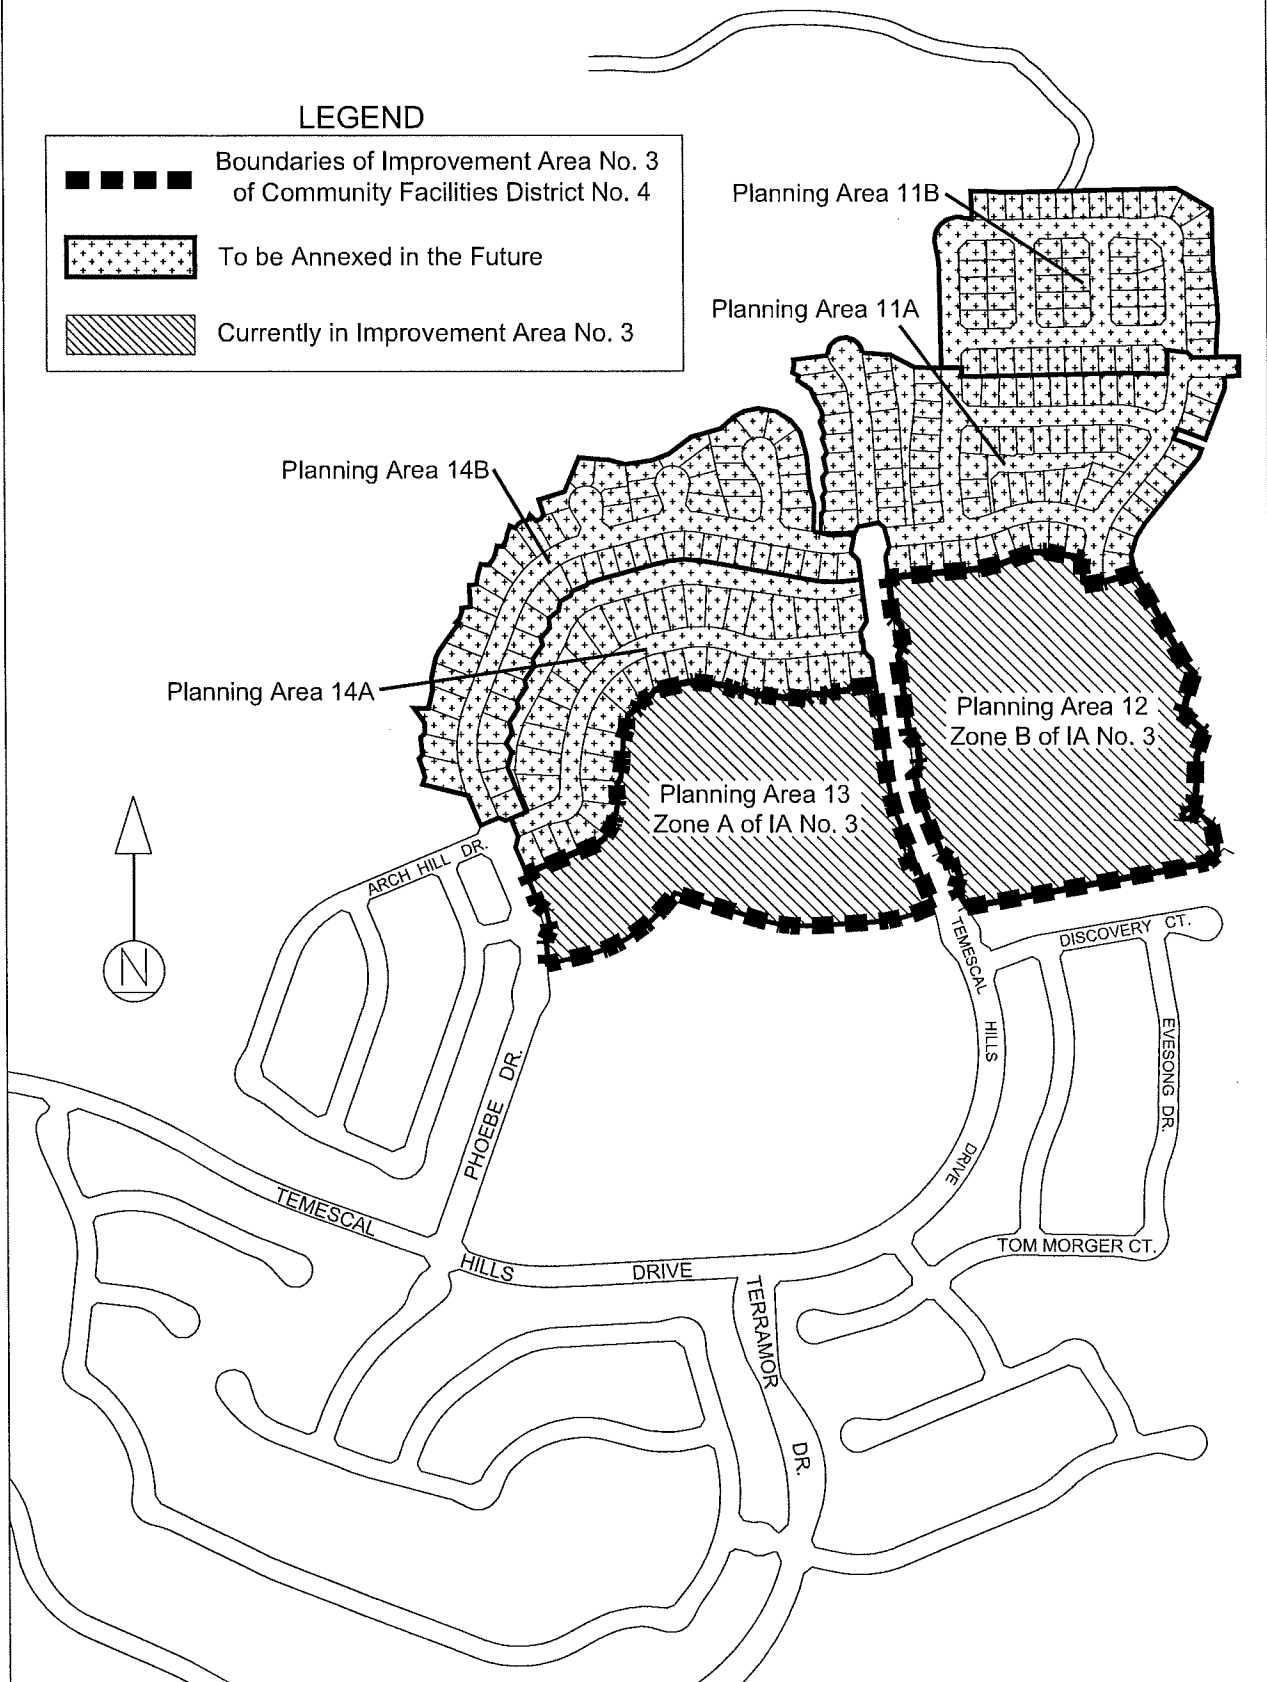 LEGEND
Boundaries of Improvement Area No. 3
of Community Facilities District No. 4
To be Annexed in the Future
Currently in Improvement Area No. 3
Planning Area 11B
Planning Area 11A
Planning Area 14B
Planning Area 14A
Planning Area 12
Zone B of IA No. 3
Planning Area 13
Zone A of IA No. 3
N
ARCH HILL DR.
PHOEBE DR.
TEMESCAL HILLS DRIVE
DISCOVERY CT.
EVESONG DR.
TOM MORGER CT.
TEMESCAL HILLS DRIVE
TERRAMOR DR.